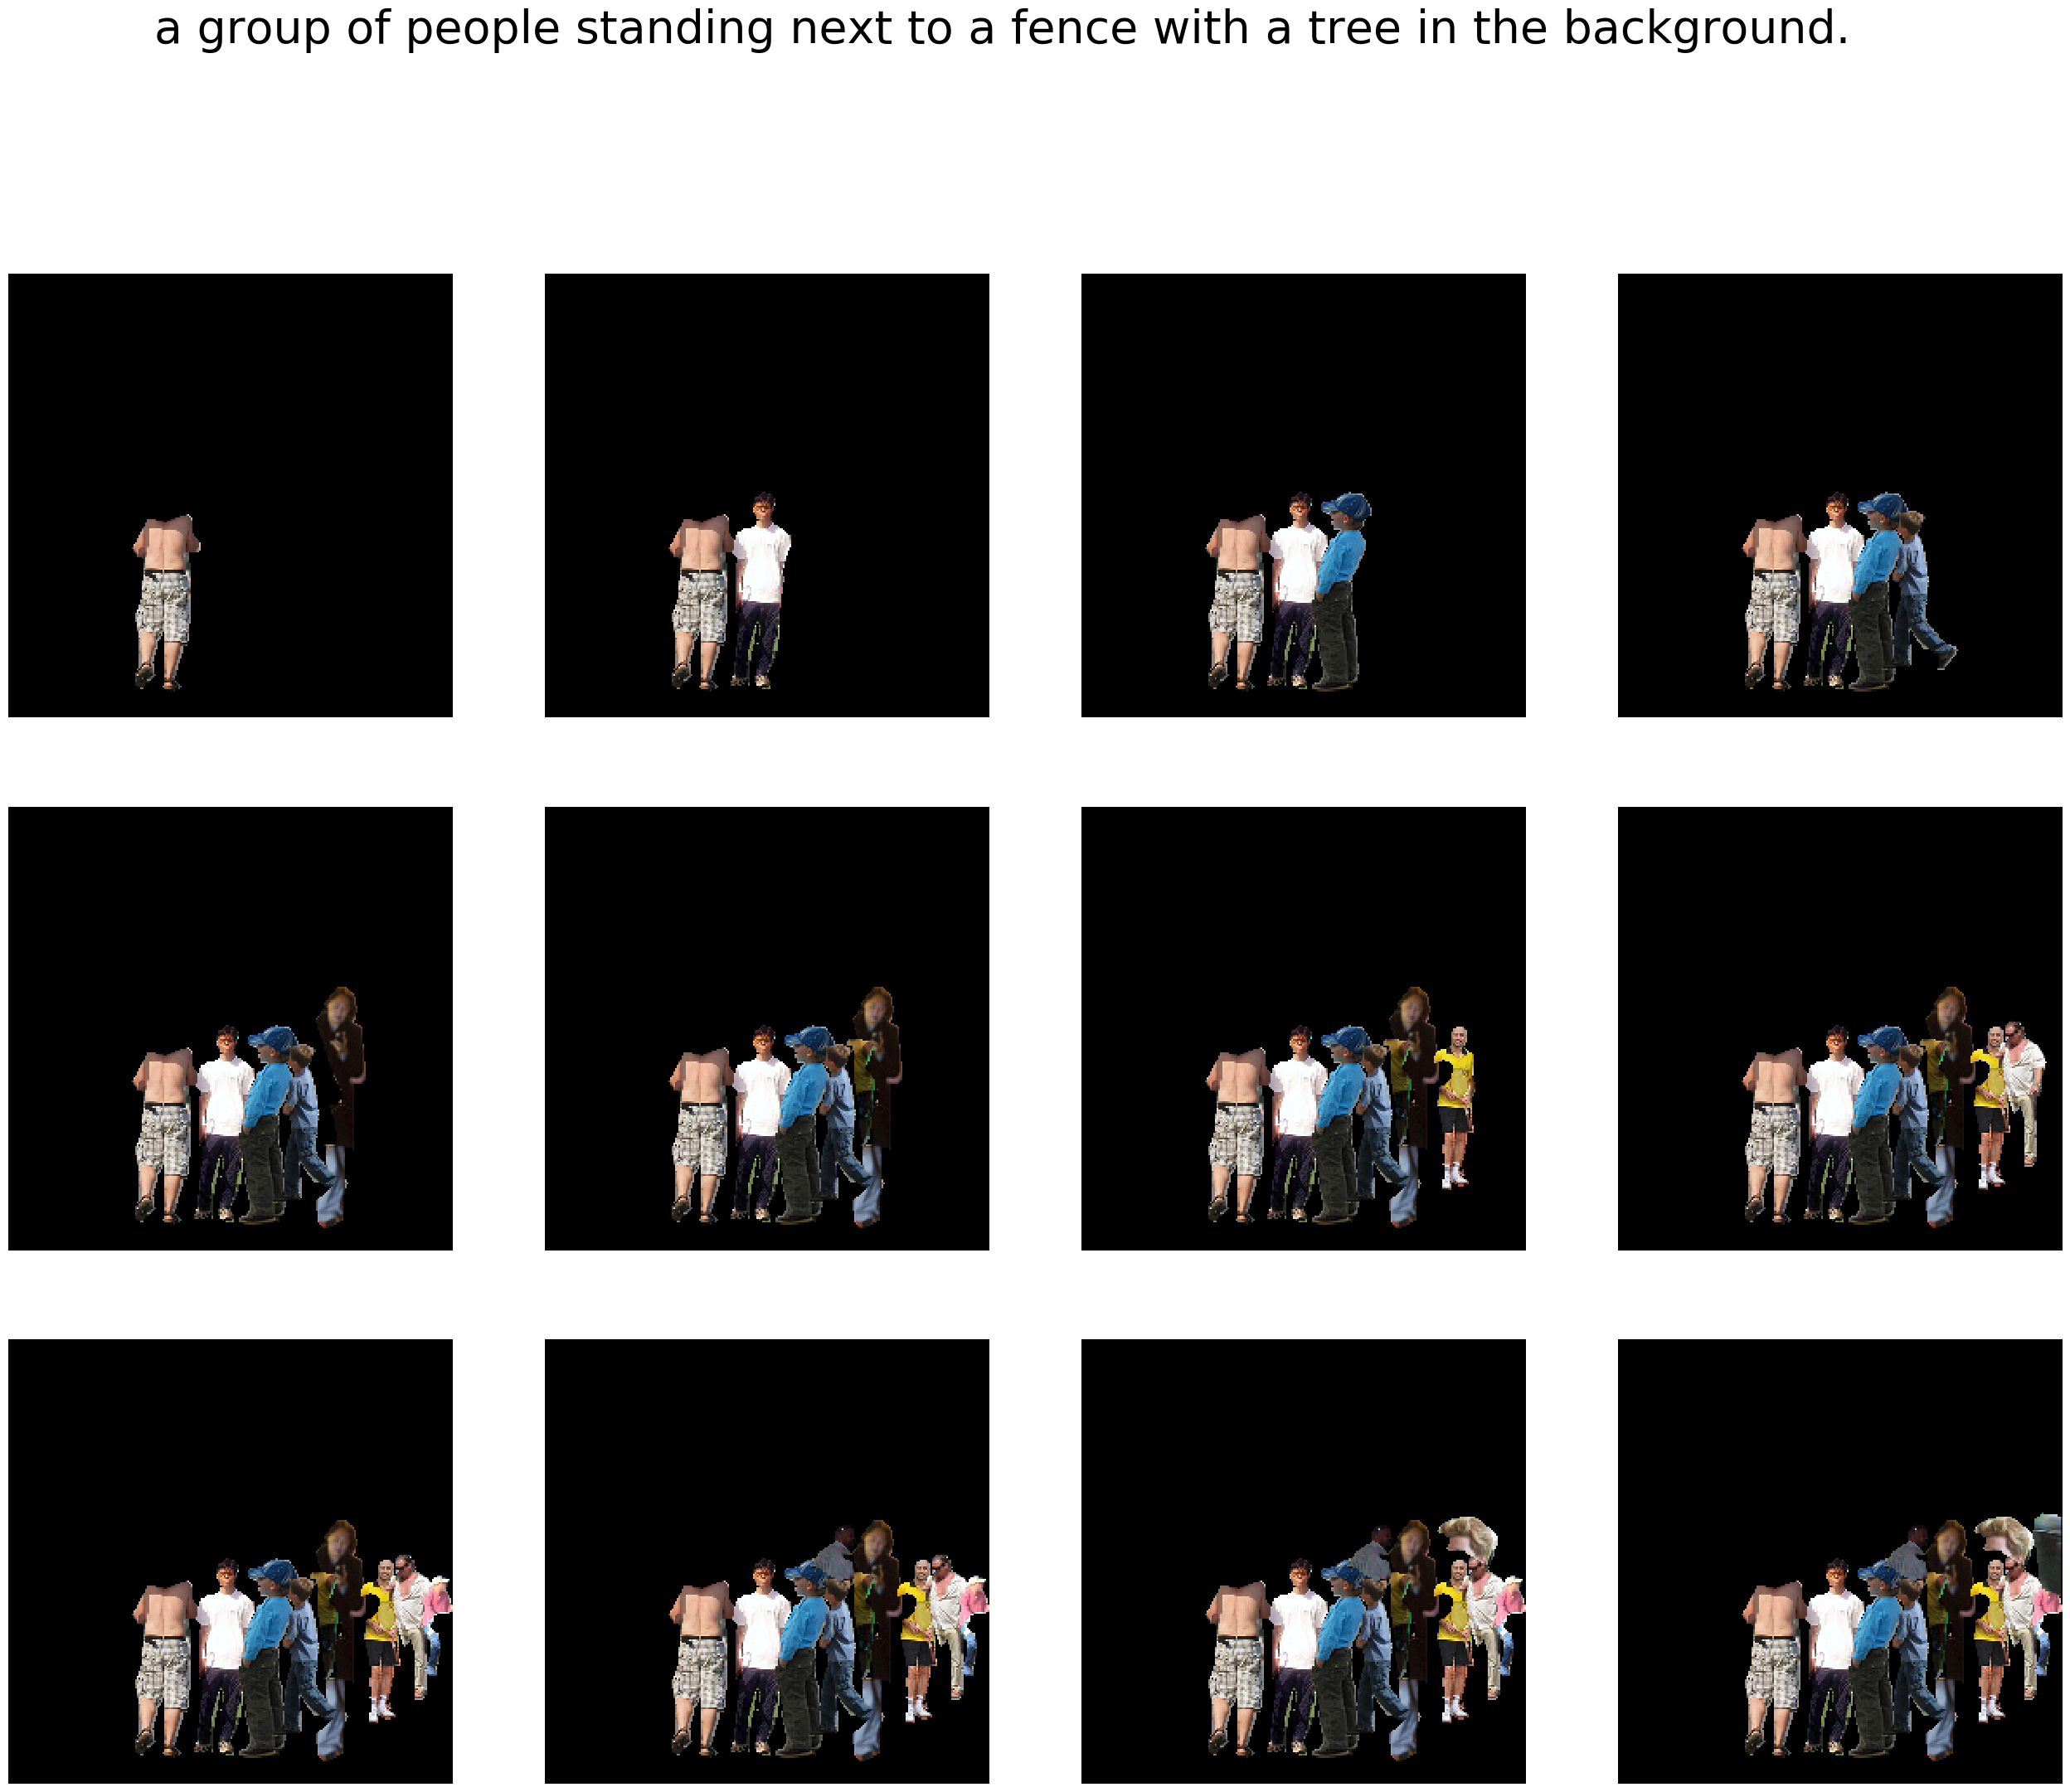 a group of people standing next to a fence with a tree in the background.